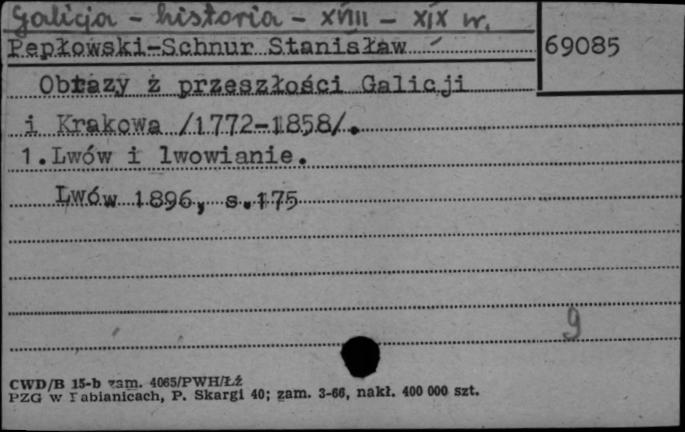 Galicja - historia - XVIII - XIX w.
Pepłowski-Schnur Stanisław
69085
Obrazy z przeszłości Galicji
i Krakowa /1772-1858/.
1.Lwów i lwowianie.
Lwów 1896, s.175
9
CWD/B 15-b zam. 4065/PWH/Łź
PZG w Pabianicach, P. Skargi 40; zam. 3-66, nakł. 400 000 szt.